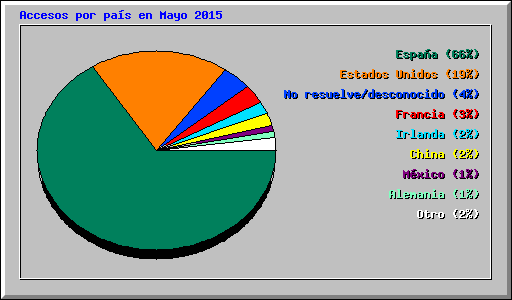 Accesos por país en Mayo 2015
España (66%)
Estados Unidos (19%)
No resuelve/desconocido (4%)
Francia (3%)
Irlanda (2%)
China (2%)
México (1%)
Alemania (1%)
Otro (2%)